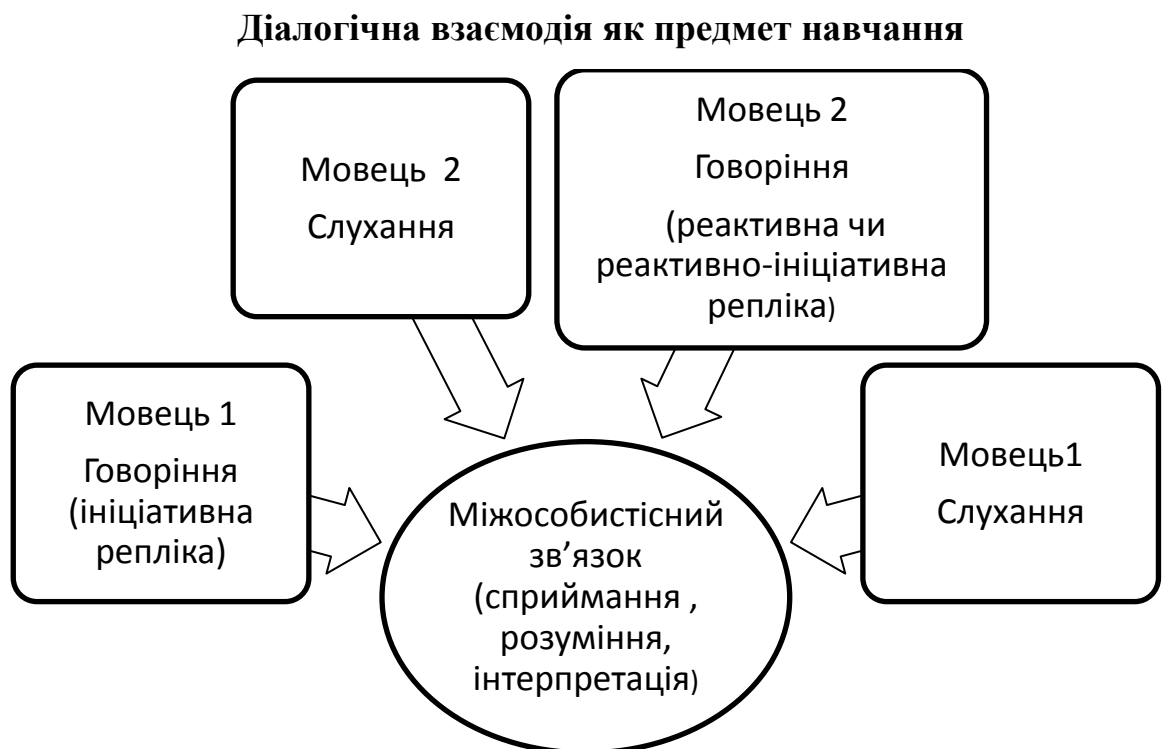 Діалогічна взаємодія як предмет навчання
Мовець 1
Говоріння
(ініціативна
репліка)
Мовець 2
Слухання
Мовець 2
Говоріння
(реактивна чи
реактивно-ініціативна
репліка)
Мовець1
Слухання
Міжособистісний
зв’язок
(сприймання ,
розуміння,
інтерпретація)